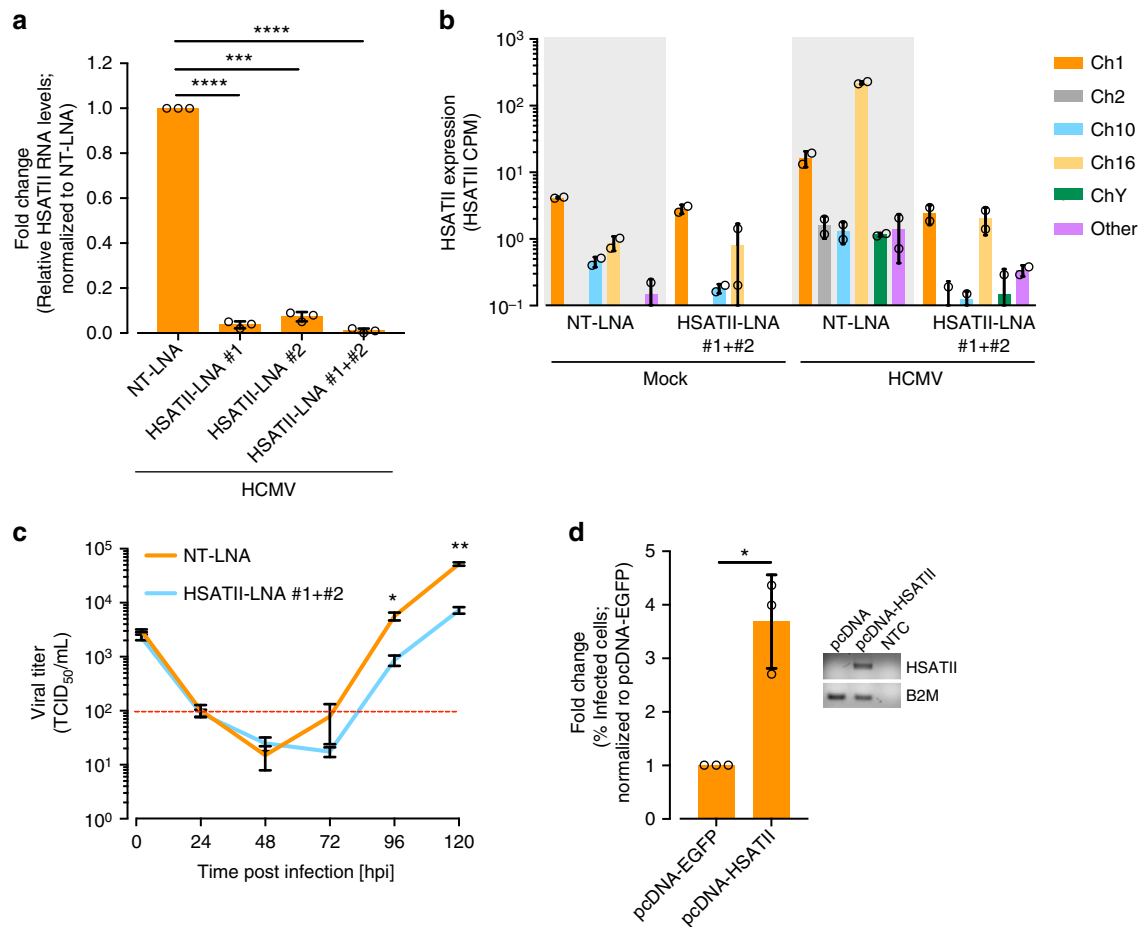 a
****
***
****
Fold change
(Relative HSATII RNA levels;
normalized to NT-LNA)
1.2
1.0
0.8
0.6
0.4
0.2
0.0
NT-LNA
HSATII-LNA #1
HSATII-LNA #2
HSATII-LNA #1+#2
HCMV
b
HSATII expression
(HSATII CPM)
10³
10²
10¹
10⁰
10⁻¹
NT-LNA
HSATII-LNA
#1+#2
NT-LNA
HSATII-LNA
#1+#2
Mock
HCMV
Ch1
Ch2
Ch10
Ch16
ChY
Other
c
Viral titer
(TCID₅₀/mL)
10⁵
10⁴
10³
10²
10¹
10⁰
NT-LNA
HSATII-LNA #1+#2
*
**
0 24 48 72 96 120
Time post infection [hpi]
d
Fold change
(% Infected cells;
normalized ro pcDNA-EGFP)
5
4
3
2
1
0
*
pcDNA-EGFP
pcDNA-HSATII
pcDNA
pcDNA-HSATII
NTC
HSATII
B2M